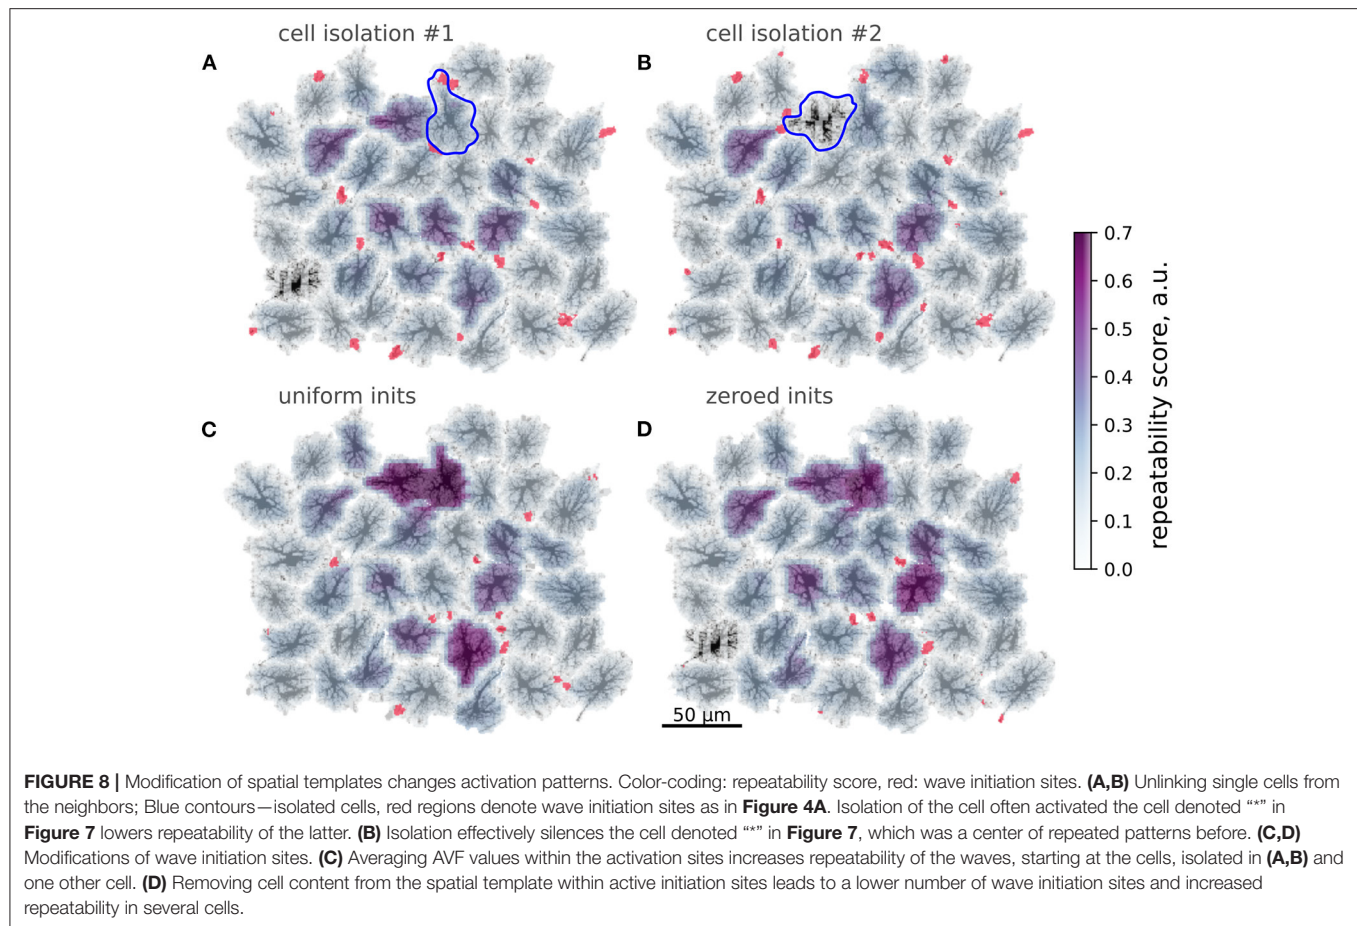 cell isolation #1
cell isolation #2
A
B
uniform inits
zeroed inits
C
D
50 µm
0.7
0.6
0.5
0.4
0.3
0.2
0.1
0.0
repeatability score, a.u.
FIGURE 8 | Modification of spatial templates changes activation patterns. Color-coding: repeatability score, red: wave initiation sites. (A,B) Unlinking single cells from
the neighbors; Blue contours—isolated cells, red regions denote wave initiation sites as in Figure 4A. Isolation of the cell often activated the cell denoted “*” in
Figure 7 lowers repeatability of the latter. (B) Isolation effectively silences the cell denoted “*” in Figure 7, which was a center of repeated patterns before. (C,D)
Modifications of wave initiation sites. (C) Averaging AVF values within the activation sites increases repeatability of the waves, starting at the cells, isolated in (A,B) and
one other cell. (D) Removing cell content from the spatial template within active initiation sites leads to a lower number of wave initiation sites and increased
repeatability in several cells.